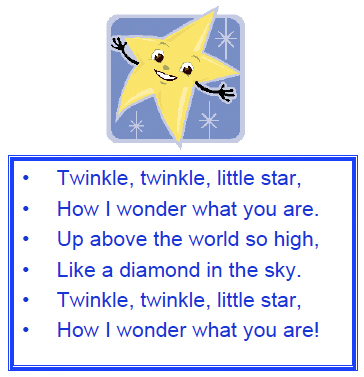 • Twinkle, twinkle, little star,
• How I wonder what you are.
• Up above the world so high,
• Like a diamond in the sky.
• Twinkle, twinkle, little star,
• How I wonder what you are!